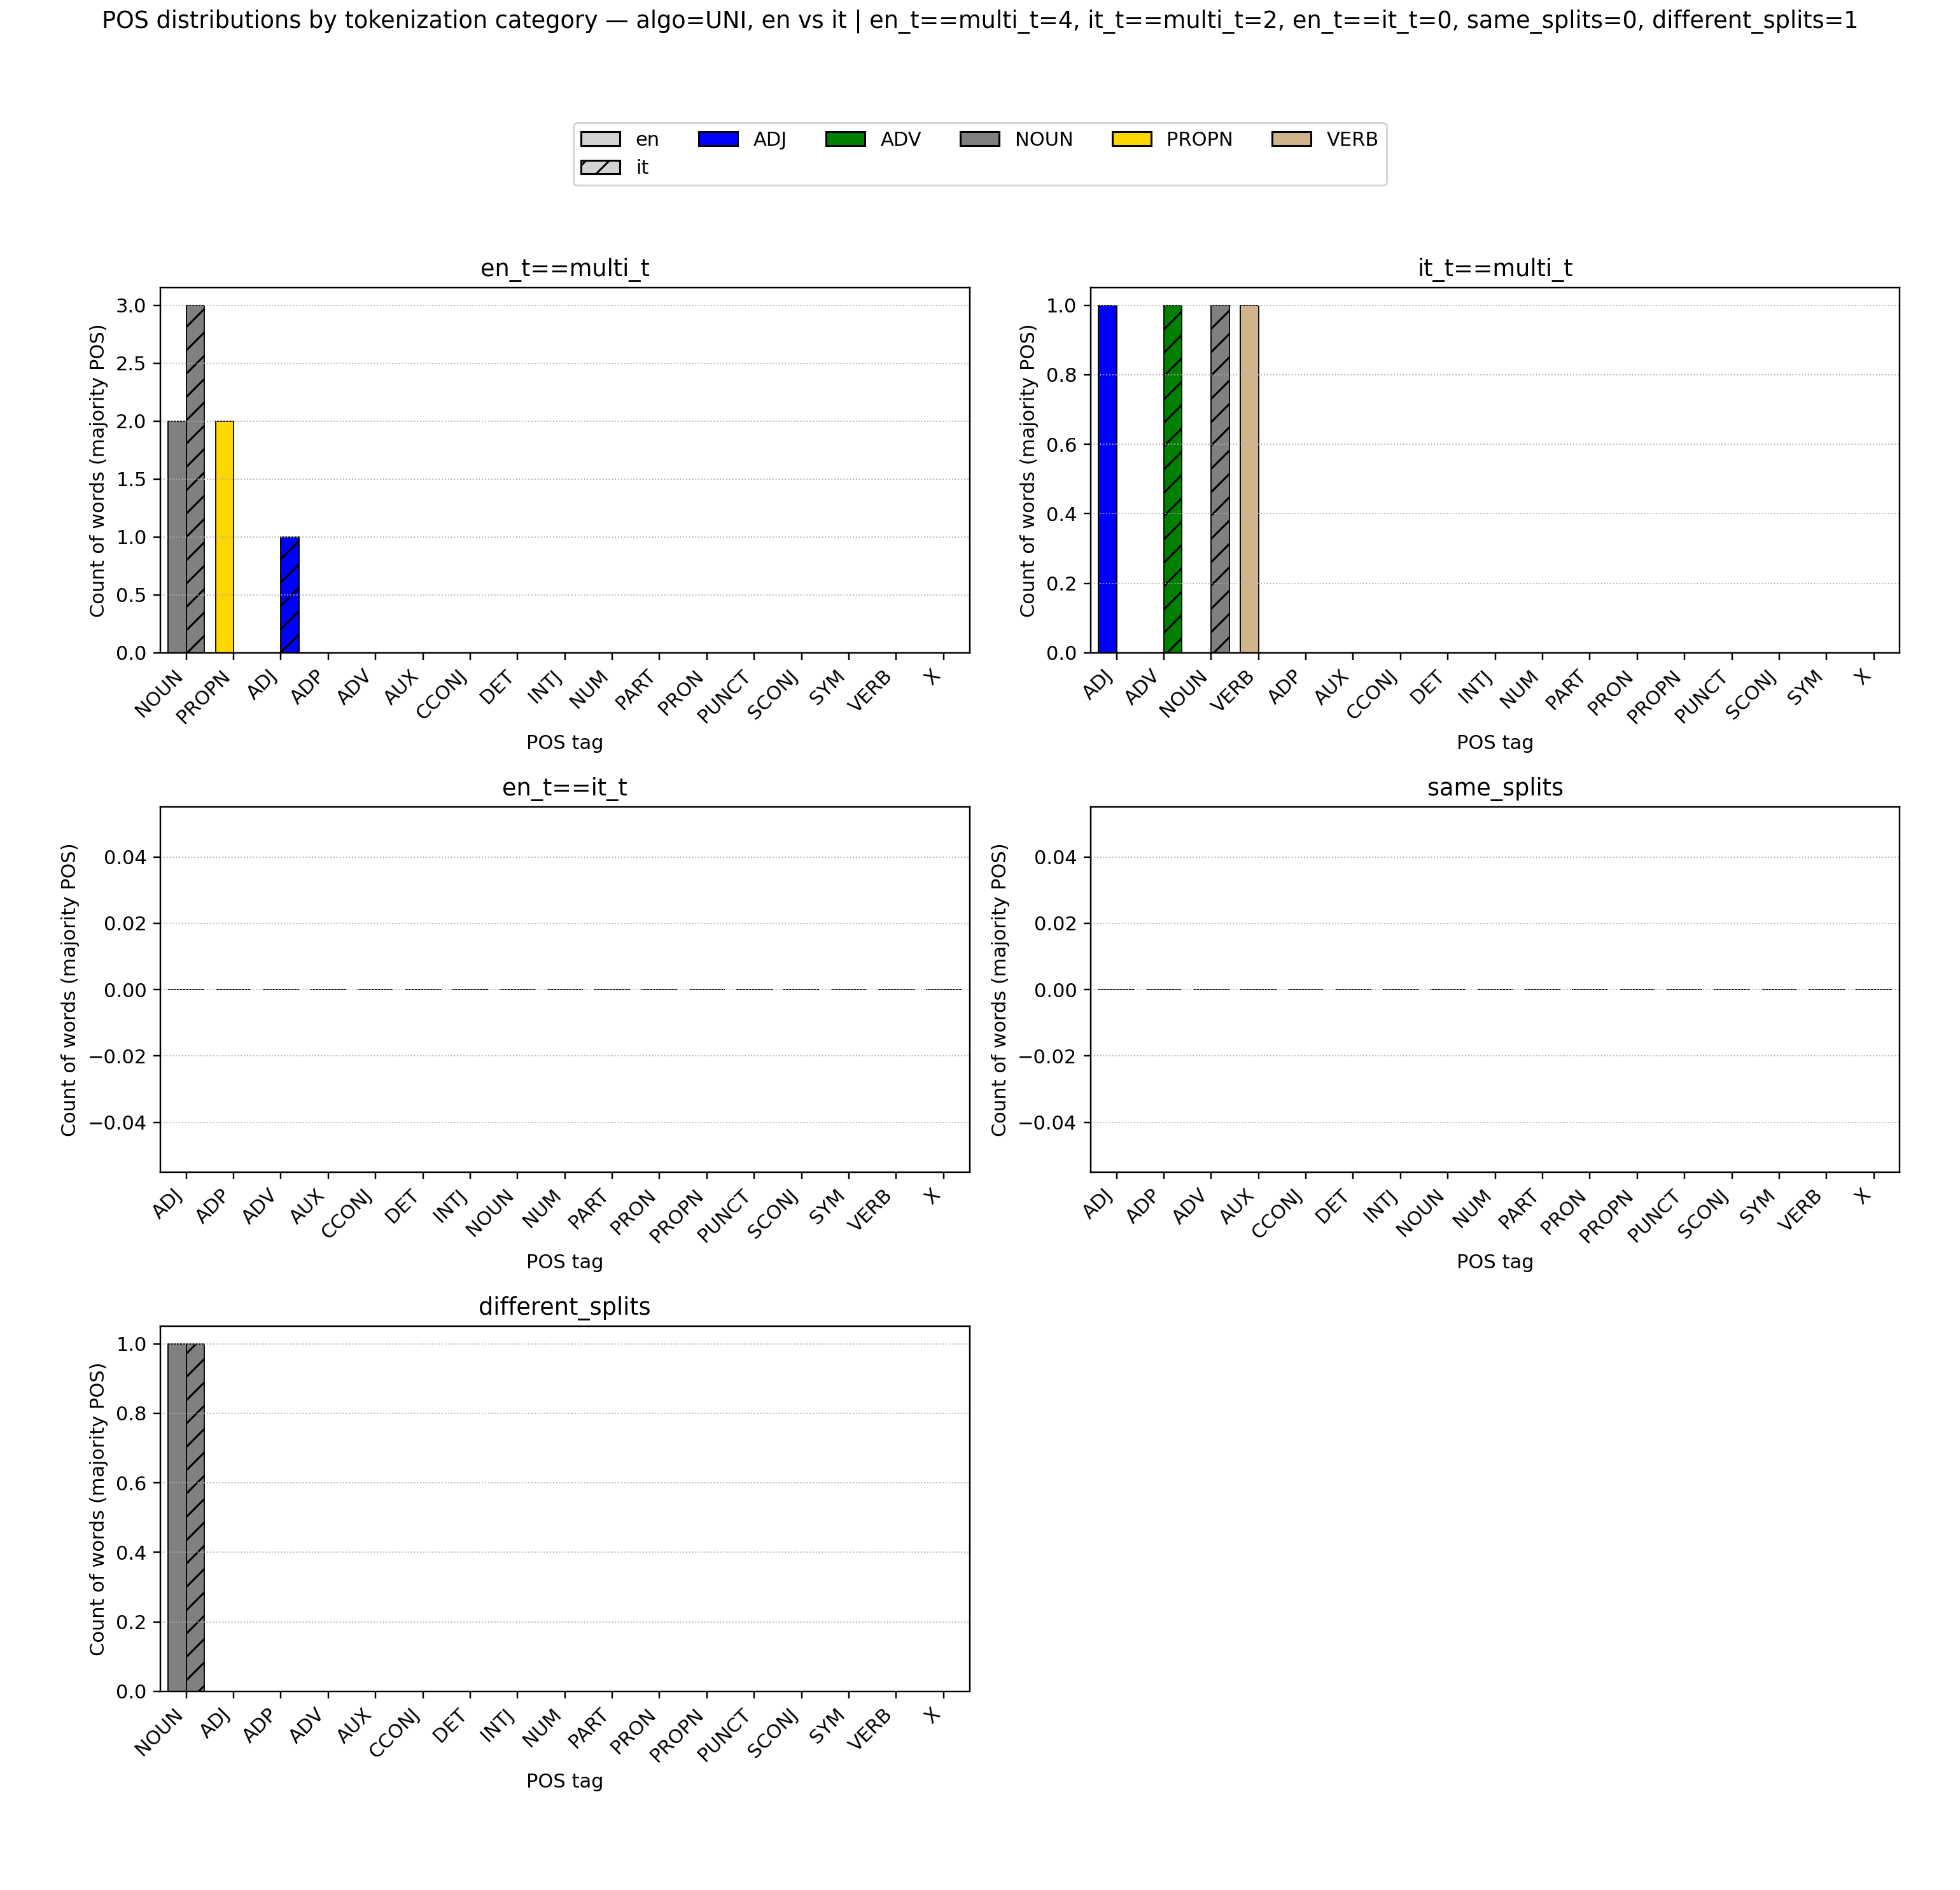 POS distributions by tokenization category — algo=UNI, en vs it | en_t==multi_t=4, it_t==multi_t=2, en_t==it_t=0, same_splits=0, different_splits=1
en ADJ ADV NOUN PROPN VERB
it
en_t==multi_t
Count of words (majority POS)
3.0
2.5
2.0
1.5
1.0
0.5
0.0
NOUN PROPN ADJ ADP ADV AUX CCONJ DET INTJ NUM PART PRON PUNCT SCONJ SYM VERB X
POS tag
it_t==multi_t
Count of words (majority POS)
1.0
0.8
0.6
0.4
0.2
0.0
ADJ ADV NOUN VERB ADP AUX CCONJ DET INTJ NUM PART PRON PROPN PUNCT SCONJ SYM X
POS tag
en_t==it_t
Count of words (majority POS)
0.04
0.02
0.00
−0.02
−0.04
ADJ ADP ADV AUX CCONJ DET INTJ NOUN NUM PART PRON PROPN PUNCT SCONJ SYM VERB X
POS tag
same_splits
Count of words (majority POS)
0.04
0.02
0.00
−0.02
−0.04
ADJ ADP ADV AUX CCONJ DET INTJ NOUN NUM PART PRON PROPN PUNCT SCONJ SYM VERB X
POS tag
different_splits
Count of words (majority POS)
1.0
0.8
0.6
0.4
0.2
0.0
NOUN ADJ ADP ADV AUX CCONJ DET INTJ NUM PART PRON PROPN PUNCT SCONJ SYM VERB X
POS tag